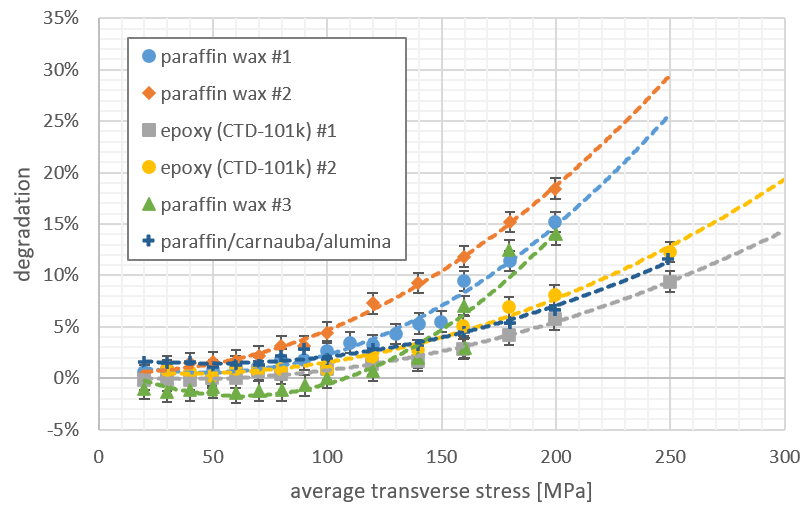 35%
30%
25%
20%
15%
10%
5%
0%
-5%
degradation
paraffin wax #1
paraffin wax #2
epoxy (CTD-101k) #1
epoxy (CTD-101k) #2
paraffin wax #3
paraffin/carnauba/alumina
0 50 100 150 200 250 300
average transverse stress [MPa]